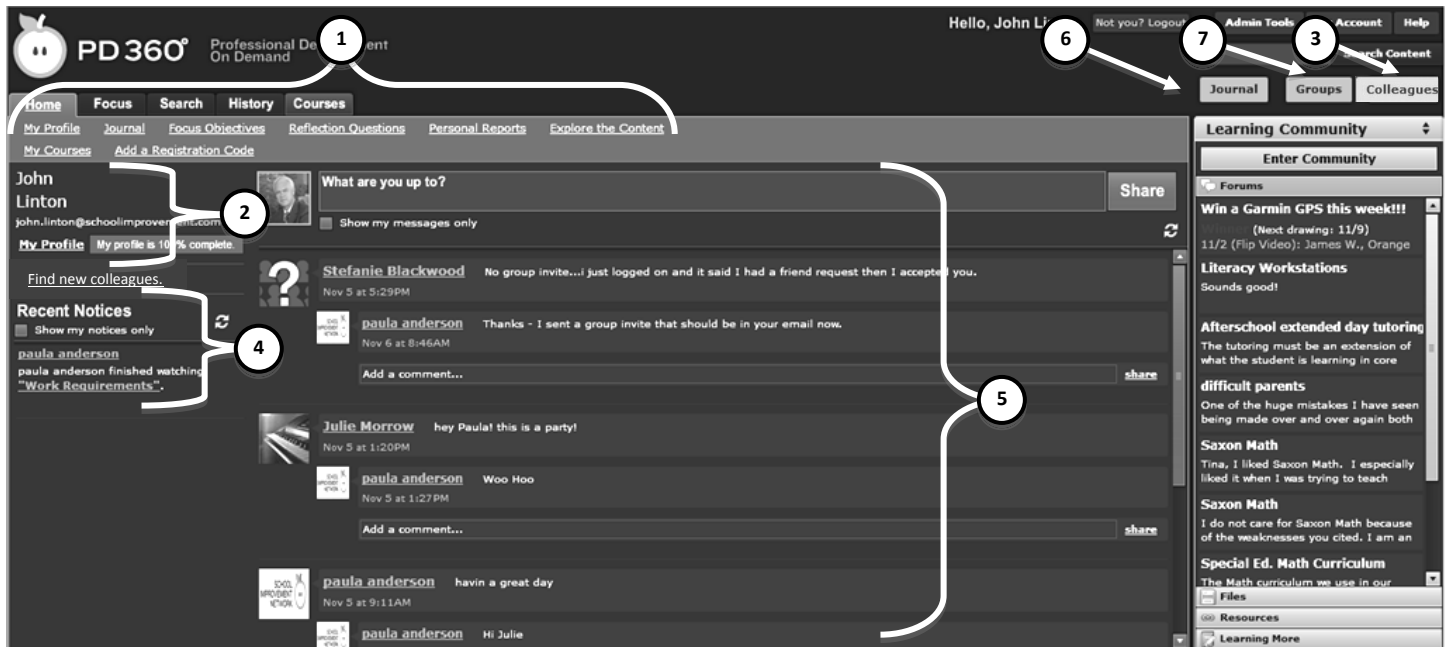 Hello, John Li
Not you? Logout
Admin Tools
Account
Help
PD 360°
Professional De ent
On Demand
1
6
7
3
Search Content
Journal
Groups
Colleagues
Home
Focus
Search
History
Courses
My Profile
Journal
Focus Objectives
Reflection Questions
Personal Reports
Explore the Content
My Courses
Add a Registration Code
John
Linton
john.linton@schoolimprovement.com
2
My Profile
My profile is 100% complete.
Find new colleagues.
Recent Notices
Show my notices only
4
paula anderson
paula anderson finished watching
"Work Requirements".
What are you up to?
Share
Show my messages only
Stefanie Blackwood No group invite...i just logged on and it said I had a friend request then I accepted you.
Nov 5 at 5:29PM
paula anderson Thanks - I sent a group invite that should be in your email now.
Nov 6 at 8:46AM
Add a comment... share
5
Julie Morrow hey Paula! this is a party!
Nov 5 at 1:20PM
paula anderson Woo Hoo
Nov 5 at 1:27PM
Add a comment... share
SCHOOL
IMPROVEMENT
NETWORK
paula anderson havin a great day
Nov 5 at 9:11AM
paula anderson Hi Julie
Learning Community
Enter Community
Forums
Win a Garmin GPS this week!!!
Winner (Next drawing: 11/9)
11/2 (Flip Video): James W., Orange
Literacy Workstations
Sounds good!
Afterschool extended day tutoring
The tutoring must be an extension of
what the student is learning in core
difficult parents
One of the huge mistakes I have seen
being made over and over again both
Saxon Math
Tina, I liked Saxon Math. I especially
liked it when I was trying to teach
Saxon Math
I do not care for Saxon Math because
of the weaknesses you cited. I am an
Special Ed. Math Curriculum
The Math curriculum we use in our
Files
Resources
Learning More